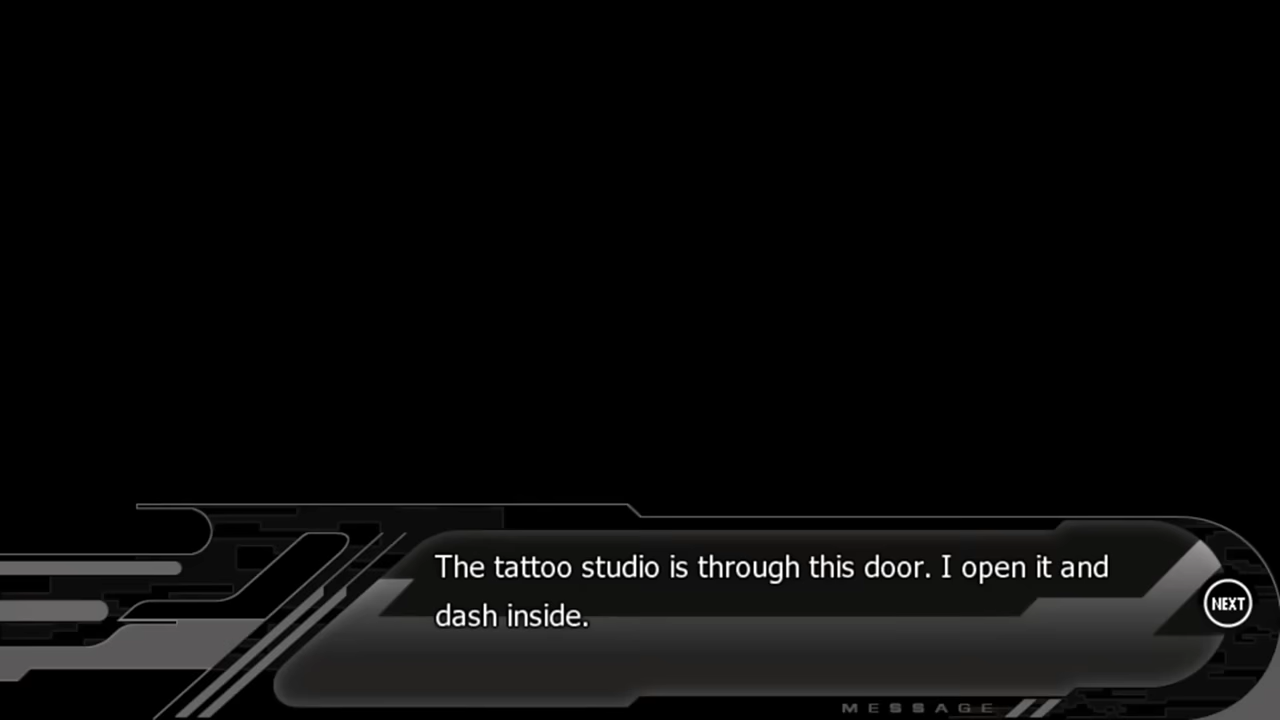 The tattoo studio is through this door. I open it and
dash inside.
NEXT
MESSAGE